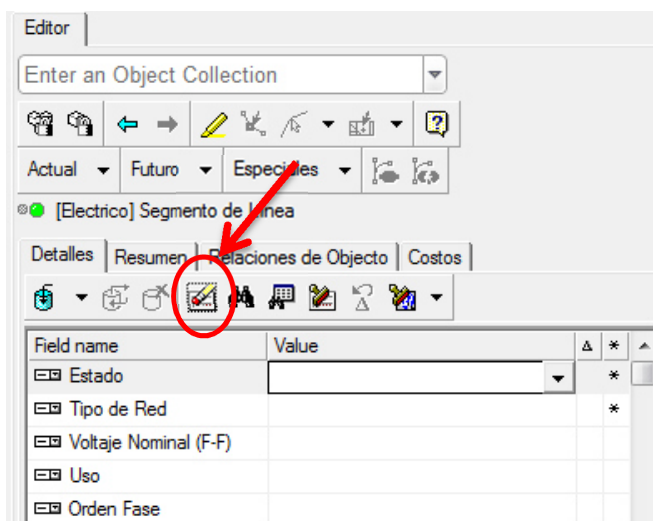 Editor
Enter an Object Collection
Actual Futuro Especiales
[Electrico] Segmento de Línea
Detalles Resumen Relaciones de Objecto Costos
Field name Value Δ *
Estado *
Tipo de Red *
Voltaje Nominal (F-F)
Uso
Orden Fase